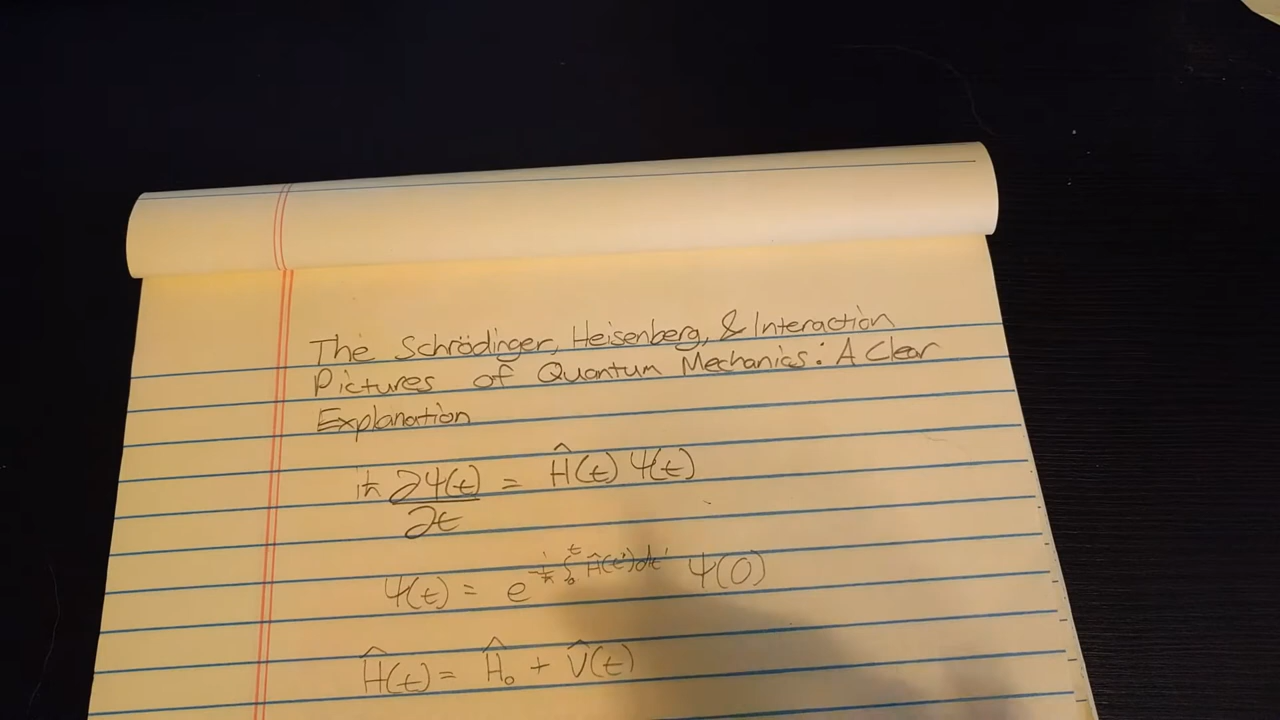 The Schrödinger, Heisenberg, & Interaction
Pictures of Quantum Mechanics: A Clear
Explanation
iħ ∂Ψ(t)/∂t = Ĥ(t) Ψ(t)
Ψ(t) = e^{-i/ħ ∫₀ᵗ Ĥ(t')dt'} Ψ(0)
Ĥ(t) = Ĥ₀ + V̂(t)